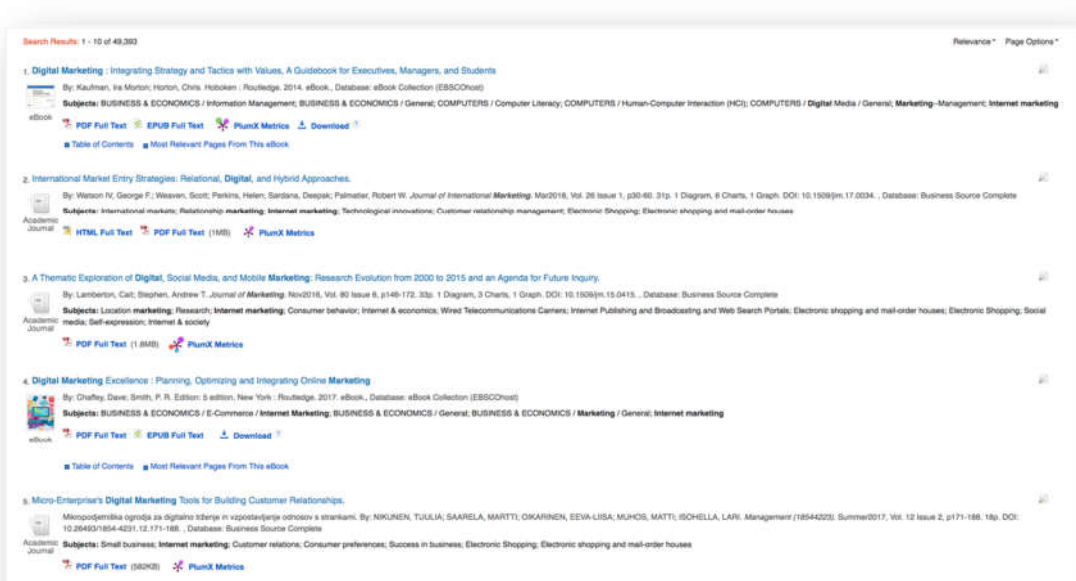 Search Results: 1 - 10 of 49,393
Relevance Page Options
1. Digital Marketing : Integrating Strategy and Tactics with Values, A Guidebook for Executives, Managers, and Students
By: Kaufman, Ira Morton; Horton, Chris. Hoboken : Routledge. 2014. eBook., Database: eBook Collection (EBSCOhost)
Subjects: BUSINESS & ECONOMICS / Information Management; BUSINESS & ECONOMICS / General; COMPUTERS / Computer Literacy; COMPUTERS / Human-Computer Interaction (HCI); COMPUTERS / Digital Media / General; Marketing--Management; Internet marketing
eBook
PDF Full Text EPUB Full Text PlumX Metrics Download
Table of Contents Most Relevant Pages From This eBook
2. International Market Entry Strategies: Relational, Digital, and Hybrid Approaches.
By: Watson IV, George F.; Weaven, Scott; Perkins, Helen; Sardana, Deepak; Palmatier, Robert W. Journal of International Marketing. Mar2018, Vol. 26 Issue 1, p30-60. 31p. 1 Diagram, 6 Charts, 1 Graph. DOI: 10.1509/jim.17.0034. , Database: Business Source Complete
Subjects: International markets; Relationship marketing; Internet marketing; Technological innovations; Customer relationship management; Electronic Shopping; Electronic shopping and mail-order houses
Academic Journal
HTML Full Text PDF Full Text (1MB) PlumX Metrics
3. A Thematic Exploration of Digital, Social Media, and Mobile Marketing: Research Evolution from 2000 to 2015 and an Agenda for Future Inquiry.
By: Lamberton, Cait; Stephen, Andrew T. Journal of Marketing. Nov2016, Vol. 80 Issue 6, p146-172. 33p. 1 Diagram, 3 Charts, 1 Graph. DOI: 10.1509/jm.15.0415. , Database: Business Source Complete
Subjects: Location marketing; Research; Internet marketing; Consumer behavior; Internet & economics; Wired Telecommunications Carriers; Internet Publishing and Broadcasting and Web Search Portals; Electronic shopping and mail-order houses; Electronic Shopping; Social
media; Self-expression; Internet & society
Academic Journal
PDF Full Text (1.8MB) PlumX Metrics
4. Digital Marketing Excellence : Planning, Optimizing and Integrating Online Marketing
By: Chaffey, Dave; Smith, P. R. Edition: 5 edition. New York : Routledge. 2017. eBook., Database: eBook Collection (EBSCOhost)
Subjects: BUSINESS & ECONOMICS / E-Commerce / Internet Marketing; BUSINESS & ECONOMICS / General; BUSINESS & ECONOMICS / Marketing / General; Internet marketing
eBook
PDF Full Text EPUB Full Text Download
Table of Contents Most Relevant Pages From This eBook
5. Micro-Enterprise's Digital Marketing Tools for Building Customer Relationships.
Mikropodjetniška ogrodja za digitalno trženje in vzpostavljanje odnosov s strankami. By: NIKUNEN, TUULIA; SAARELA, MARTTI; OIKARINEN, EEVA-LIISA; MUHOS, MATTI; ISOHELLA, LARI. Management (18544223). Summer2017, Vol. 12 Issue 2, p171-188. 18p. DOI:
10.26493/1854-4231.12.171-188. , Database: Business Source Complete
Subjects: Small business; Internet marketing; Customer relations; Consumer preferences; Success in business; Electronic Shopping; Electronic shopping and mail-order houses
Academic Journal
PDF Full Text (582KB) PlumX Metrics